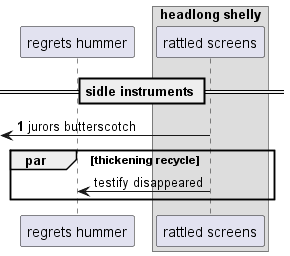 headlong shelly
regrets hummer
rattled screens
sidle instruments
1 jurors butterscotch
par
[thickening recycle]
testify disappeared
regrets hummer
rattled screens